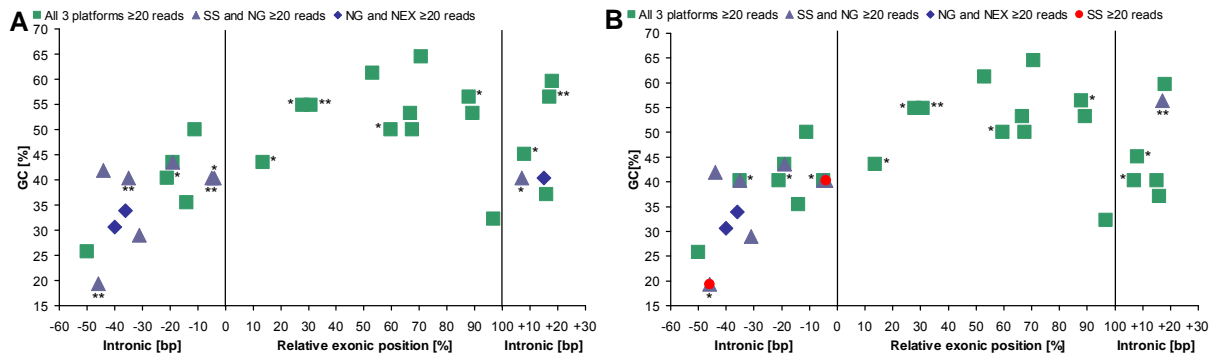 A
All 3 platforms ≥20 reads SS and NG ≥20 reads NG and NEX ≥20 reads
GC[%]
70
65
60
55
50
45
40
35
30
25
20
15
* ** * * * ** * * ** ** * * **
-60 -50 -40 -30 -20 -10 0 10 20 30 40 50 60 70 80 90 100 +10 +20 +30
Intronic [bp] Relative exonic position [%] Intronic [bp]
B
All 3 platforms ≥20 reads SS and NG ≥20 reads NG and NEX ≥20 reads SS ≥20 reads
GC [%]
70
65
60
55
50
45
40
35
30
25
20
15
* ** * * * ** * * * * * *
-60 -50 -40 -30 -20 -10 0 10 20 30 40 50 60 70 80 90 100 +10 +20 +30
Intronic [bp] Relative exonic position [%] Intronic [bp]